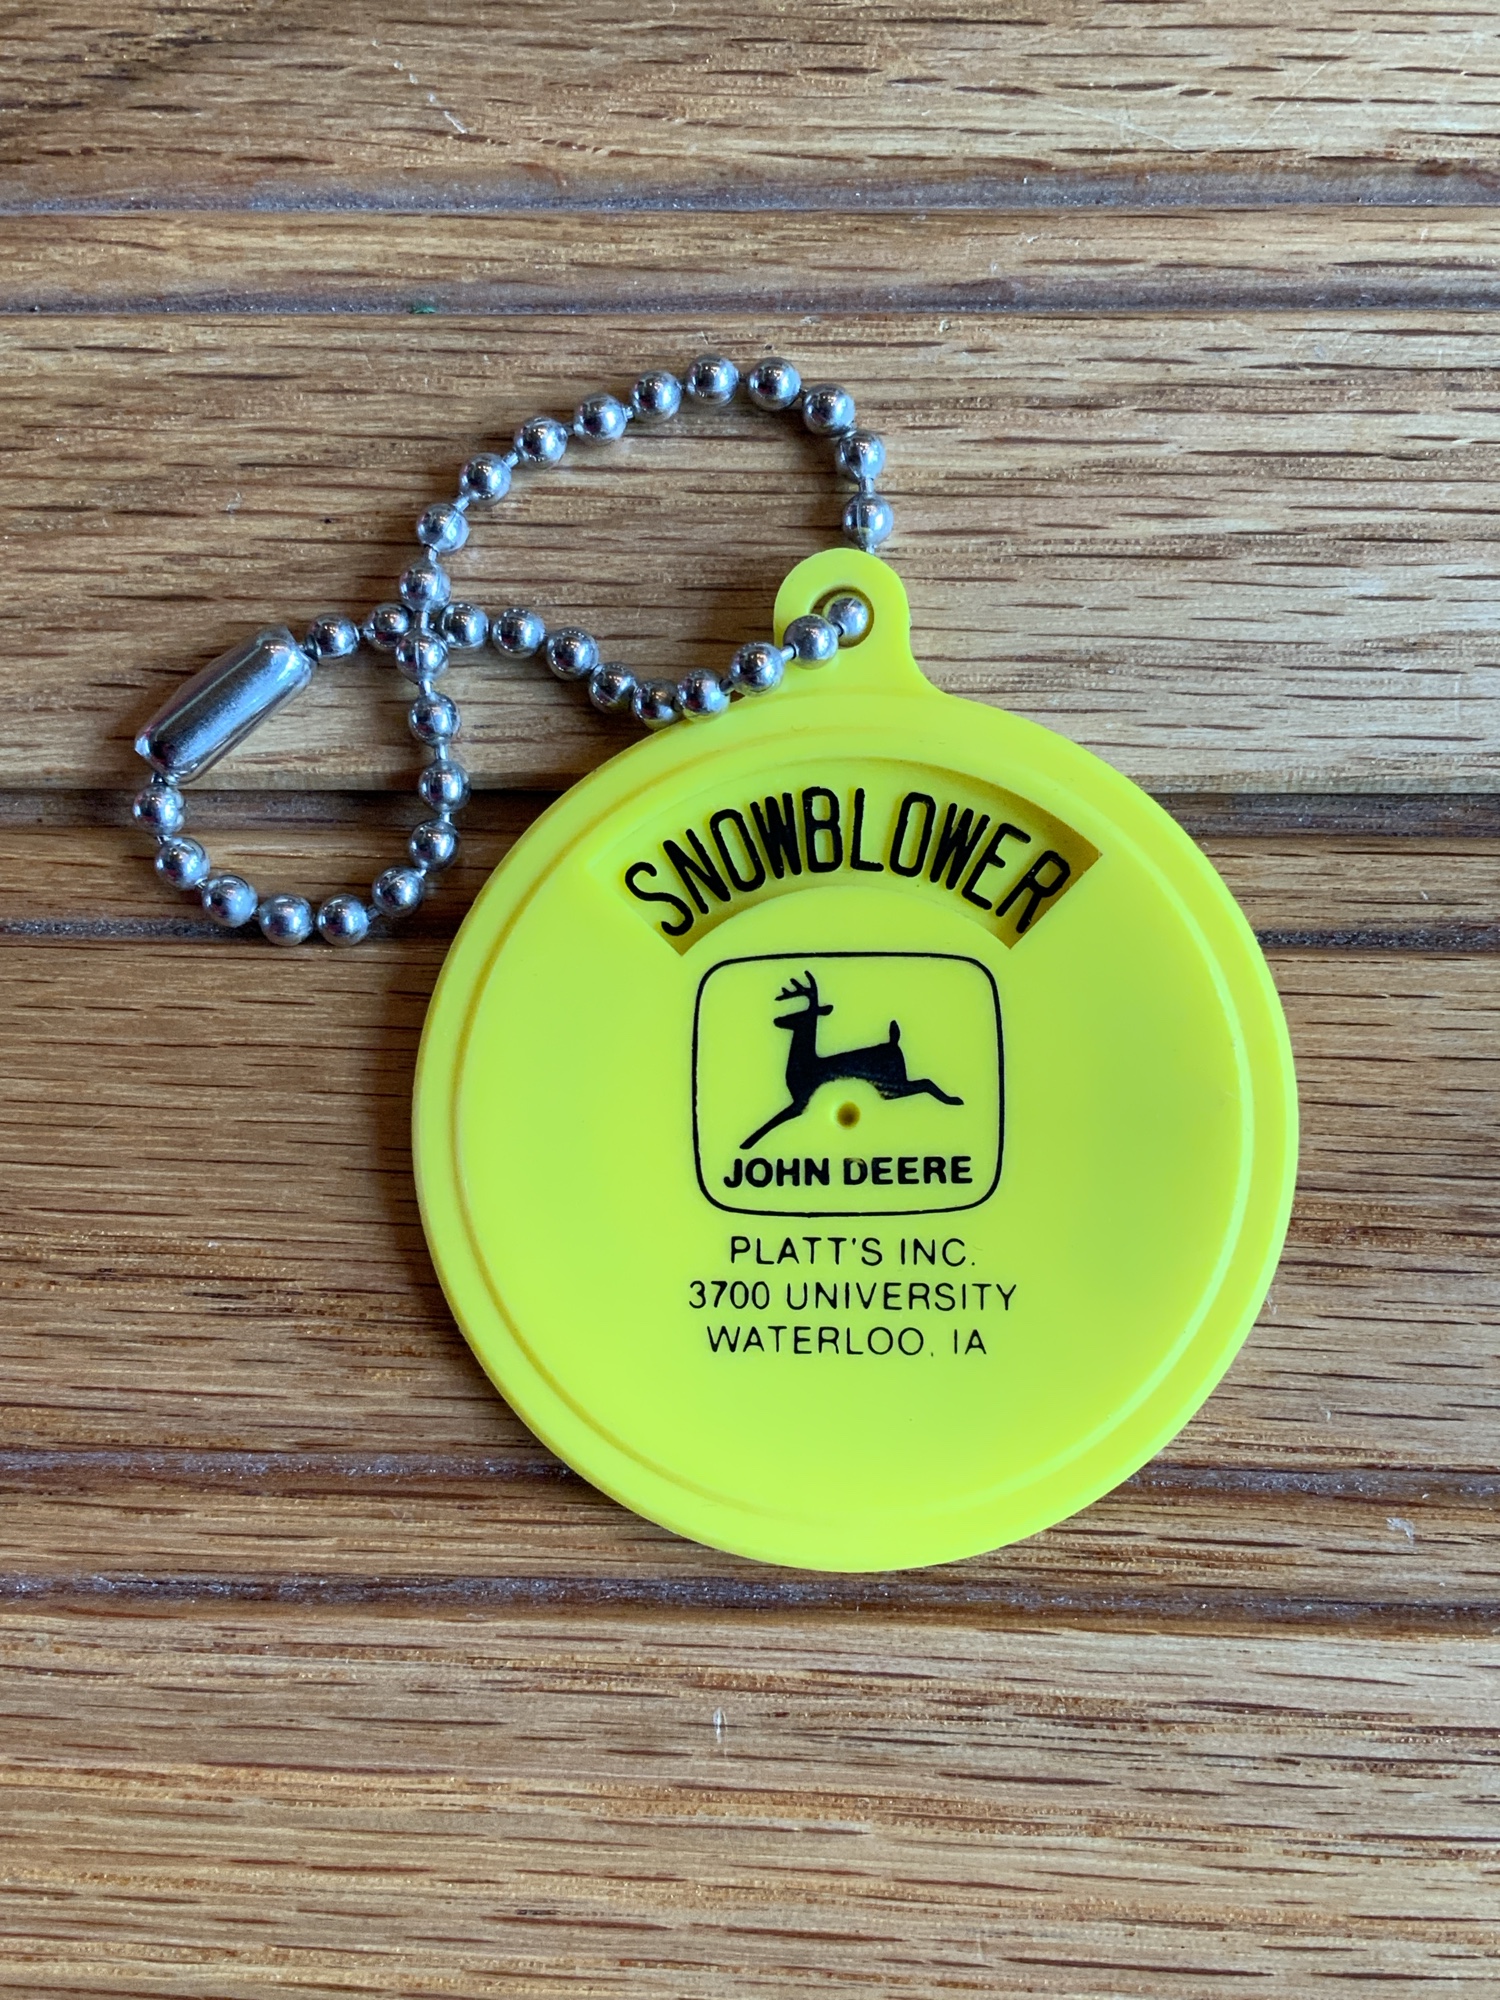 SNOWBLOWER
JOHN DEERE
PLATT'S INC.
3700 UNIVERSITY
WATERLOO, IA